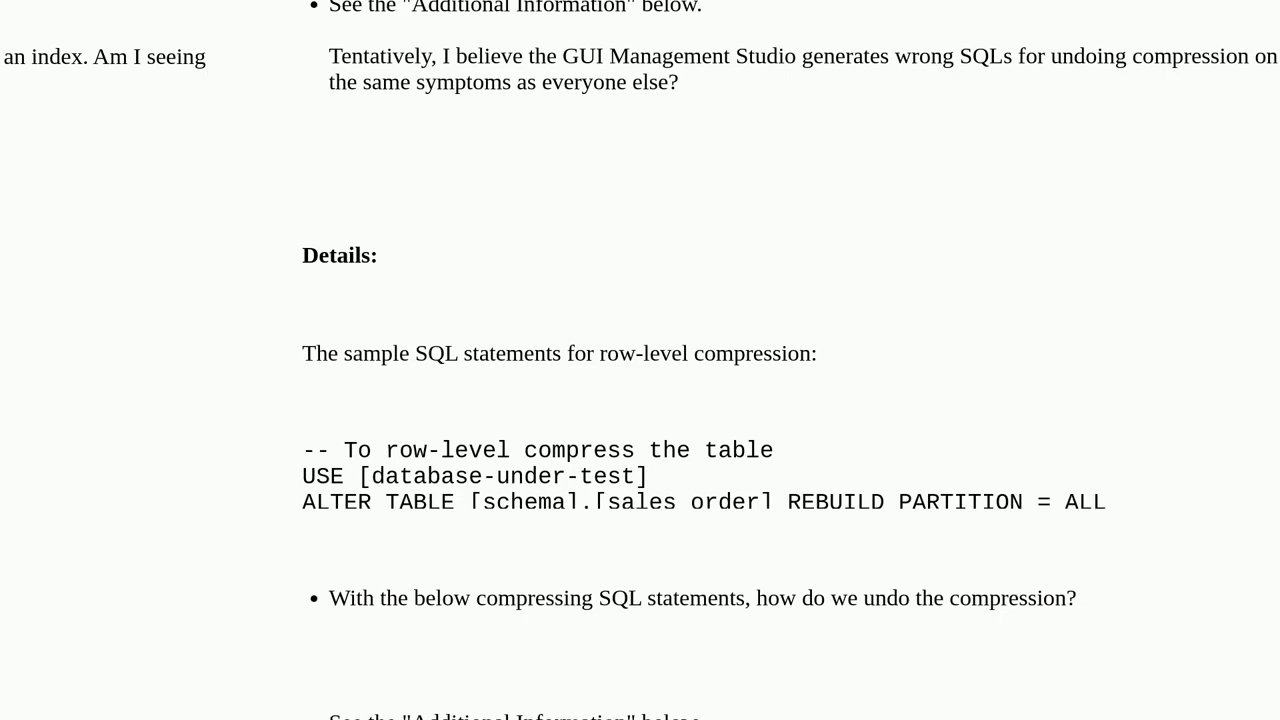 • See the "Additional Information" below.
an index. Am I seeing
Tentatively, I believe the GUI Management Studio generates wrong SQLs for undoing compression on
the same symptoms as everyone else?
Details:
The sample SQL statements for row-level compression:
-- To row-level compress the table
USE [database-under-test]
ALTER TABLE [schema].[sales order] REBUILD PARTITION = ALL
• With the below compressing SQL statements, how do we undo the compression?
See the "Additional Information" below.